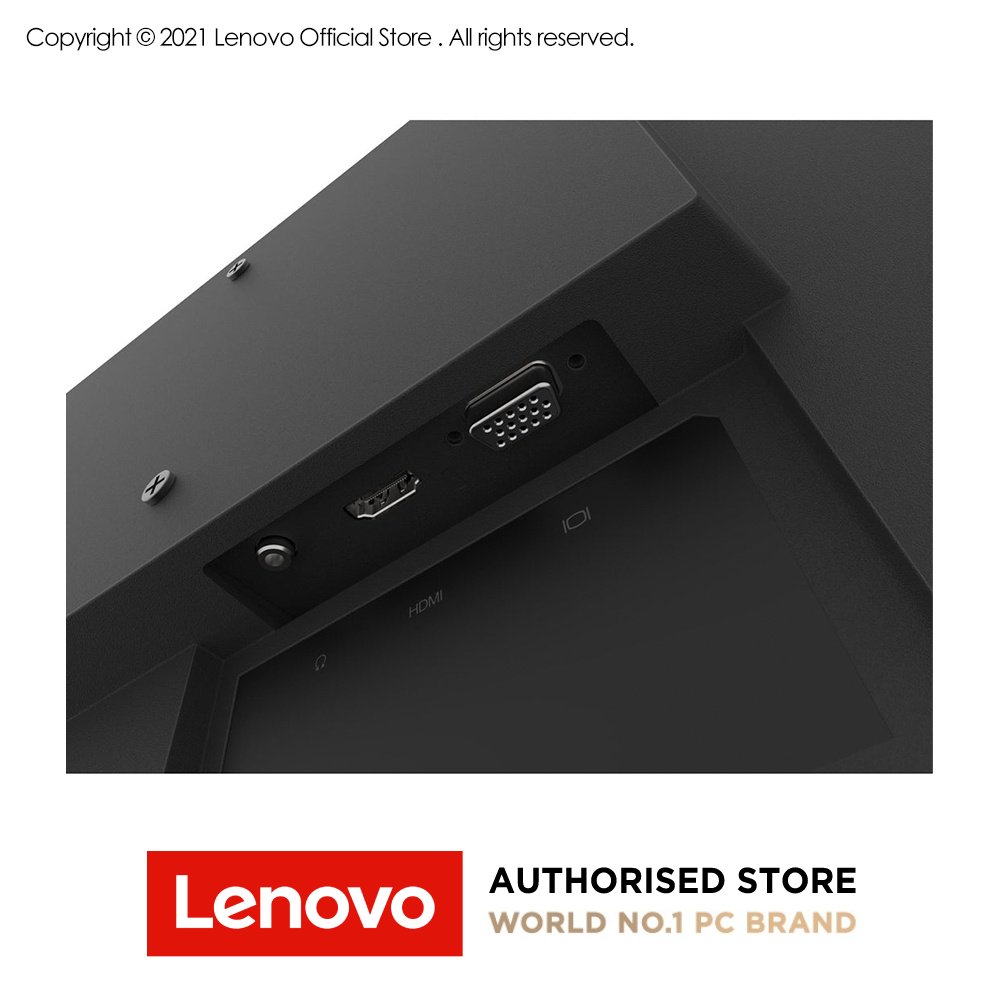 Copyright © 2021 Lenovo Official Store . All rights reserved.
HDMI
Lenovo
AUTHORISED STORE
WORLD NO.1 PC BRAND